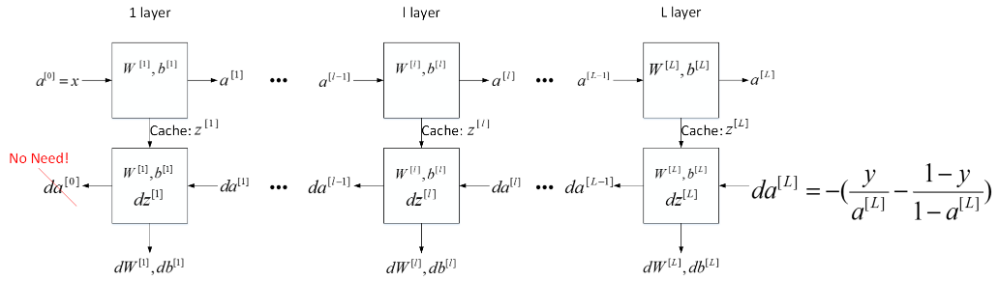 1 layer l layer L layer
a^{[0]} = x W^{[1]}, b^{[1]} a^{[1]} ••• a^{[l-1]} W^{[l]}, b^{[l]} a^{[l]} ••• a^{[L-1]} W^{[L]}, b^{[L]} a^{[L]}
Cache: z^{[1]} Cache: z^{[l]} Cache: z^{[L]}
No Need!
da^{[0]} W^{[1]}, b^{[1]} dz^{[1]} da^{[1]} ••• da^{[l-1]} W^{[l]}, b^{[l]} dz^{[l]} da^{[l]} ••• da^{[L-1]} W^{[L]}, b^{[L]} dz^{[L]} da^{[L]} = -(\frac{y}{a^{[L]}} - \frac{1-y}{1-a^{[L]}})
dW^{[1]}, db^{[1]} dW^{[l]}, db^{[l]} dW^{[L]}, db^{[L]}